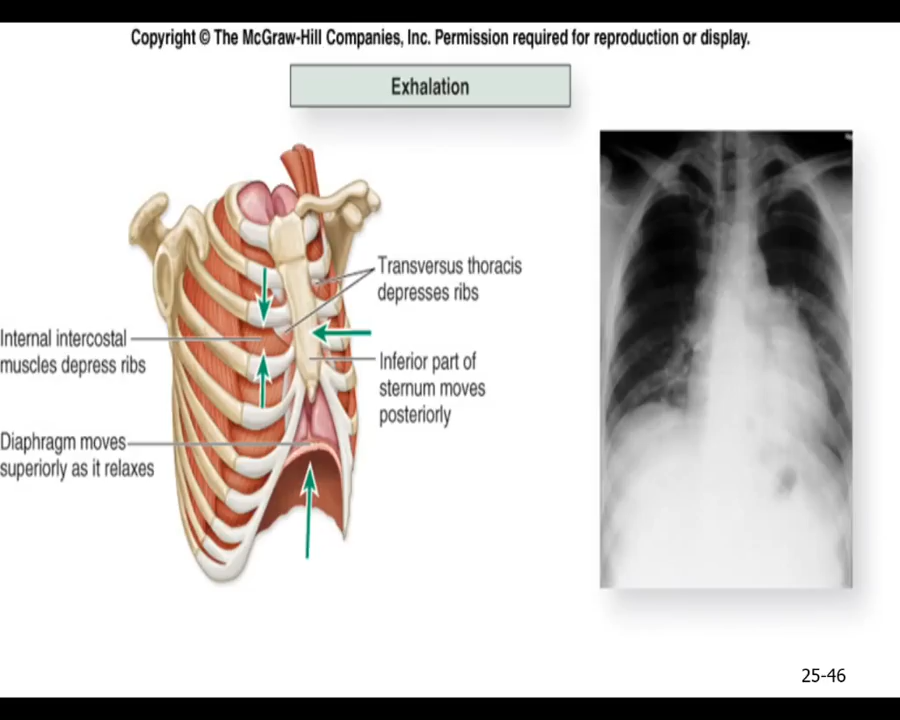 Copyright © The McGraw-Hill Companies, Inc. Permission required for reproduction or display.
Exhalation
Transversus thoracis
depresses ribs
Internal intercostal
muscles depress ribs
Inferior part of
sternum moves
posteriorly
Diaphragm moves
superiorly as it relaxes
25-46